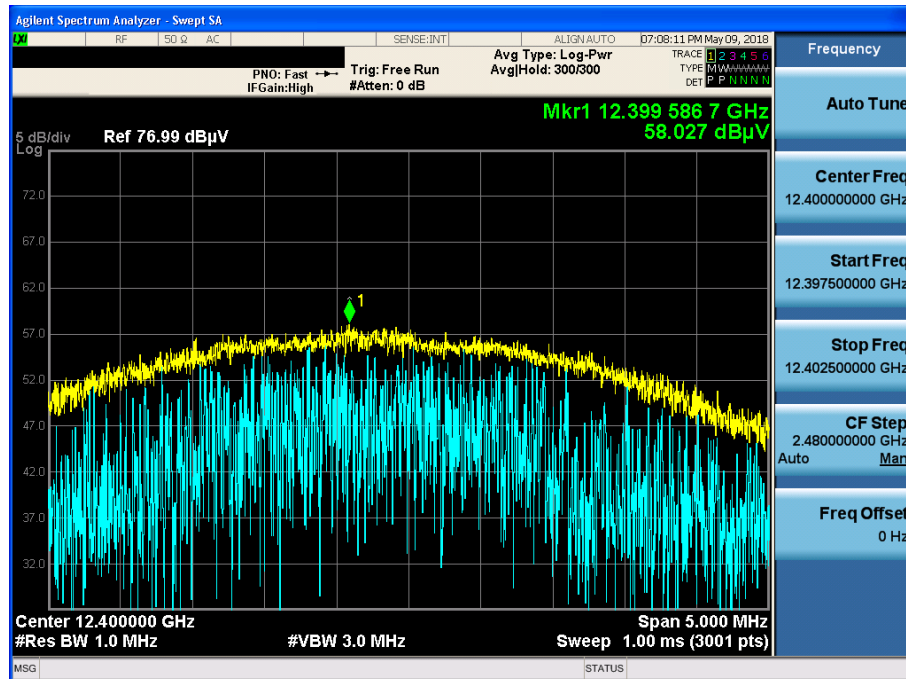 Agilent Spectrum Analyzer - Swept SA
LXI RF 50 Ω AC SENSE:INT ALIGN AUTO 07:08:11 PM May 09, 2018
PNO: Fast Trig: Free Run Avg Type: Log-Pwr TRACE 1 2 3 4 5 6
IFGain:High #Atten: 0 dB Avg|Hold: 300/300 TYPE M W W W W W
DET P P N N N N
Mkr1 12.399 586 7 GHz
58.027 dBµV
5 dB/div Ref 76.99 dBµV
Log
72.0
67.0
62.0
1
57.0
52.0
47.0
42.0
37.0
32.0
Center 12.400000 GHz Span 5.000 MHz
#Res BW 1.0 MHz #VBW 3.0 MHz Sweep 1.00 ms (3001 pts)
MSG STATUS
Frequency
Auto Tune
Center Freq
12.400000000 GHz
Start Freq
12.397500000 GHz
Stop Freq
12.402500000 GHz
CF Step
2.480000000 GHz
Auto Man
Freq Offset
0 Hz